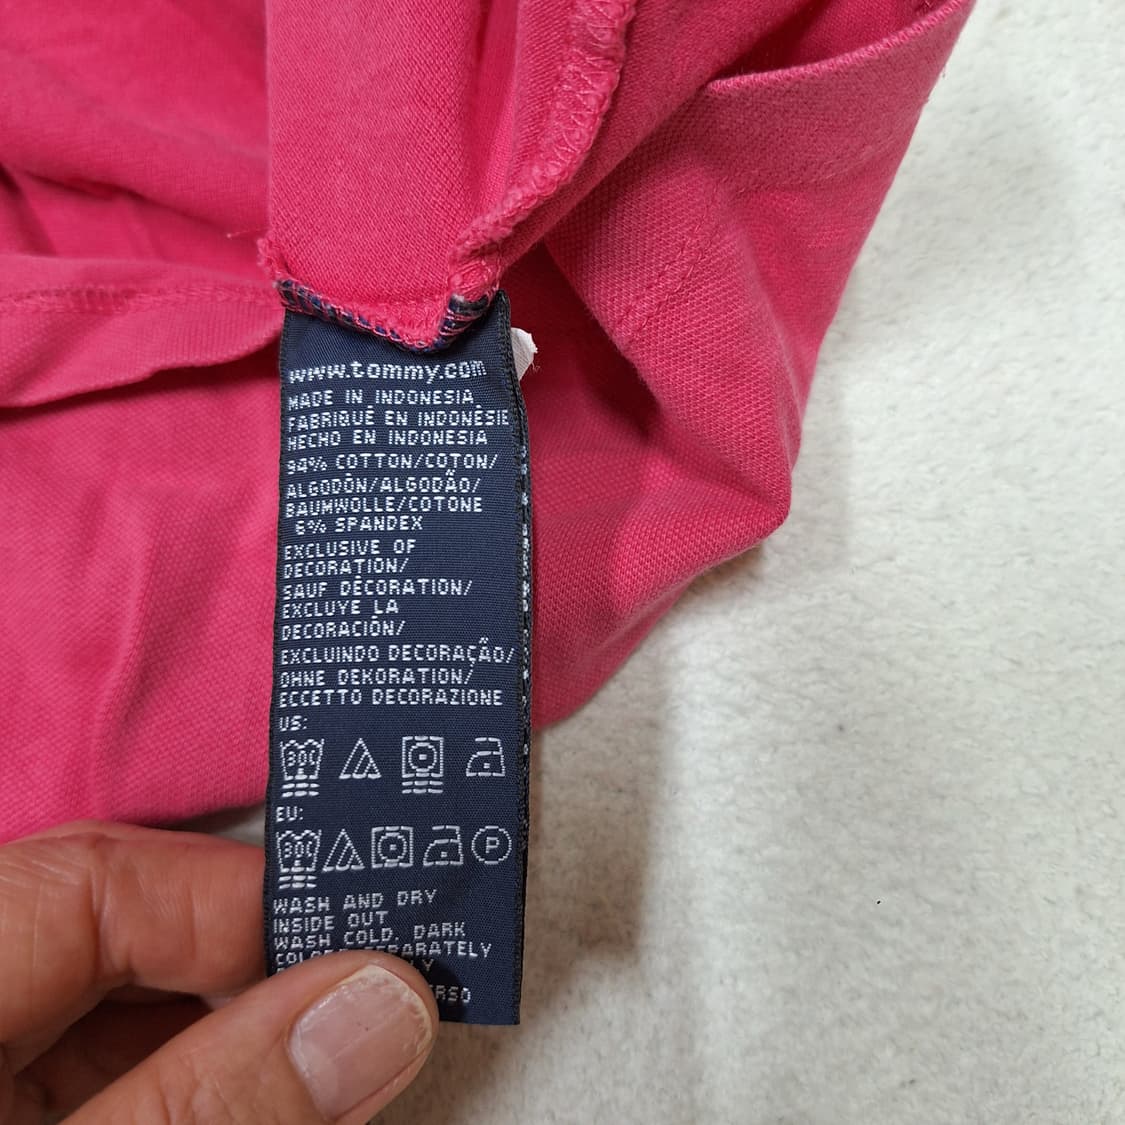 www.tommy.com
MADE IN INDONESIA
FABRIQUÉ EN INDONÉSIE
HECHO EN INDONESIA
94% COTTON/COTON/
ALGODÓN/ALGODÃO/
BAUMWOLLE/COTONE
6% SPANDEX
EXCLUSIVE OF
DECORATION/
SAUF DÉCORATION/
EXCLUYE LA
DECORACIÓN/
EXCLUINDO DECORAÇÃO/
OHNE DEKORATION/
ECCETTO DECORAZIONE
US:
30C
EU:
30C
P
WASH AND DRY
INSIDE OUT
WASH COLD, DARK